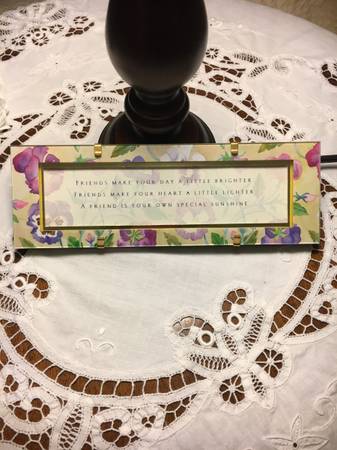 FRIENDS MAKE YOUR DAY A LITTLE BRIGHTER
FRIENDS MAKE YOUR HEART A LITTLE LIGHTER
A FRIEND IS YOUR OWN SPECIAL SUNSHINE